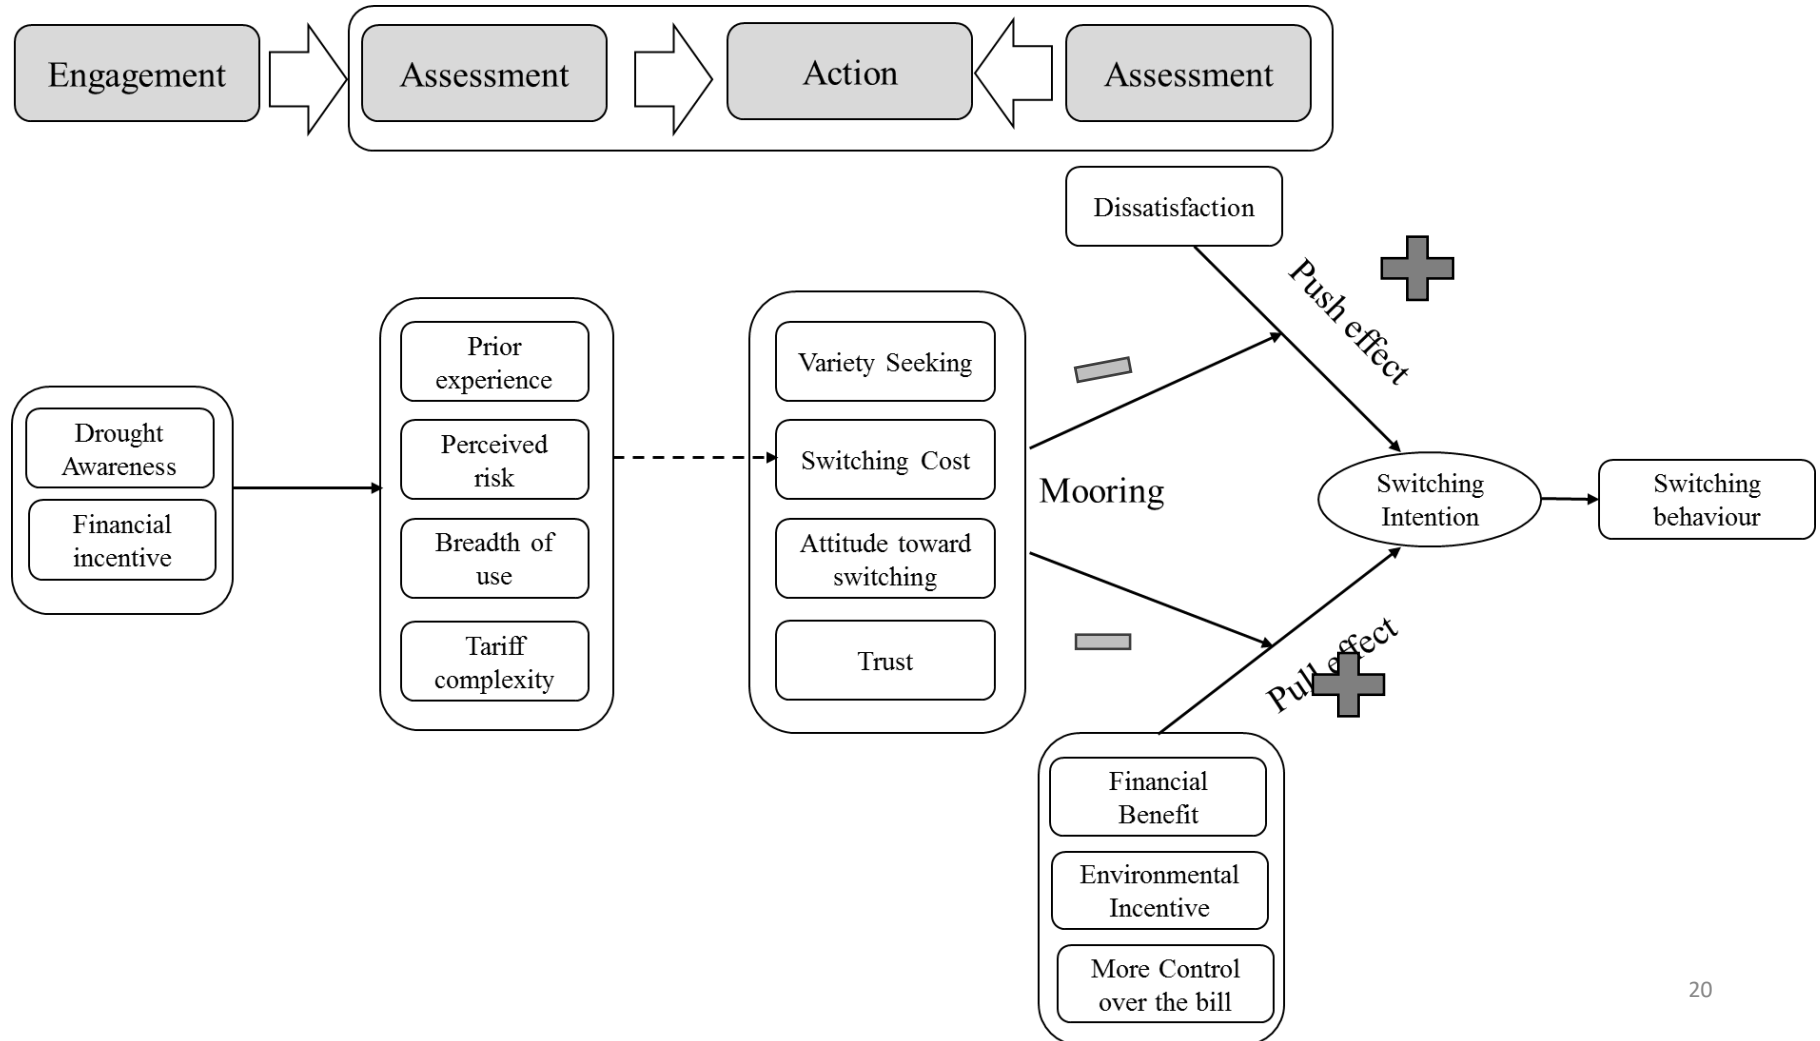 Engagement
Assessment
Action
Assessment
Dissatisfaction
Push effect
Prior
experience
Perceived
risk
Breadth of
use
Tariff
complexity
Variety Seeking
Switching Cost
Attitude toward
switching
Trust
Drought
Awareness
Financial
incentive
Mooring
Switching
Intention
Switching
behaviour
Pull effect
Financial
Benefit
Environmental
Incentive
More Control
over the bill
20